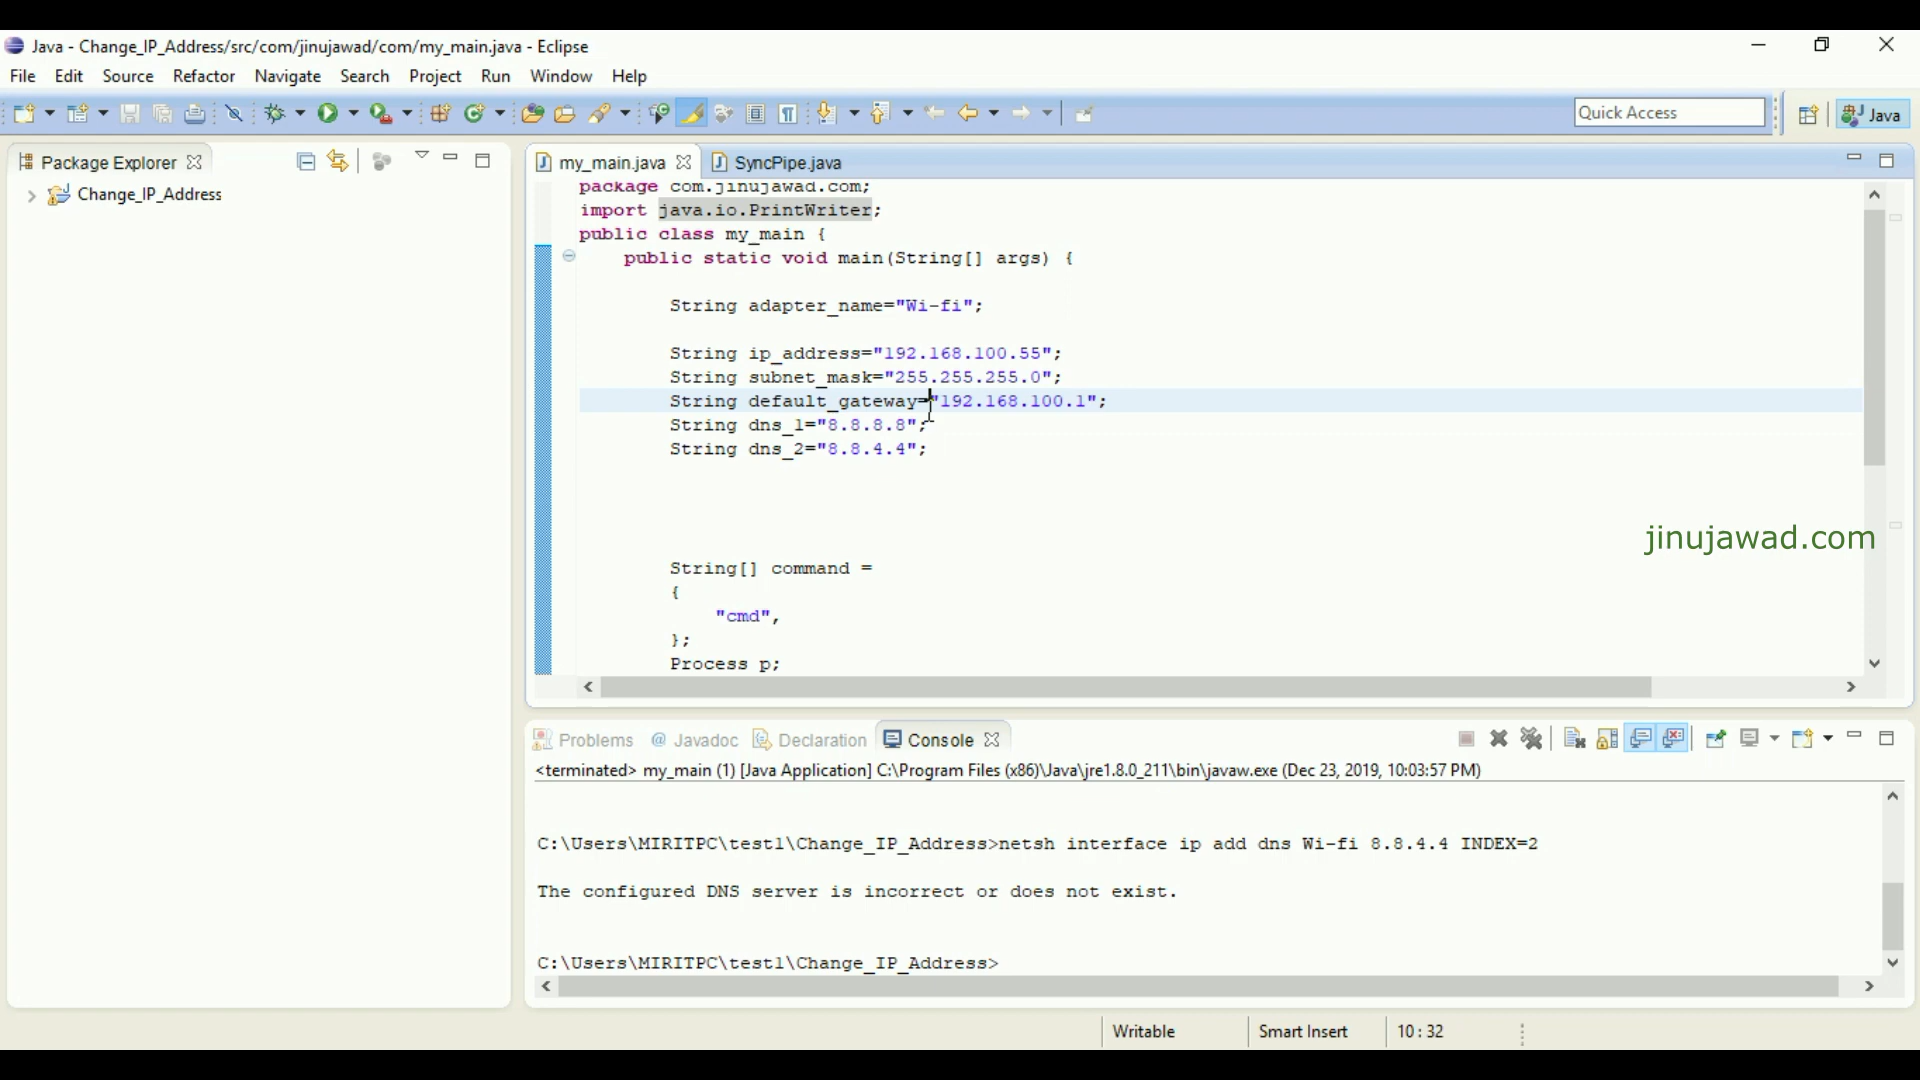 Java - Change_IP_Address/src/com/jinujawad/com/my_main.java - Eclipse
File Edit Source Refactor Navigate Search Project Run Window Help
Quick Access
Java
Package Explorer
Change_IP_Address
my_main.java
SyncPipe.java
package com.jinujawad.com;
import java.io.PrintWriter;
public class my_main {
public static void main(String[] args) {
String adapter_name="Wi-fi";
String ip_address="192.168.100.55";
String subnet_mask="255.255.255.0";
String default_gateway="192.168.100.1";
String dns_1="8.8.8.8";
String dns_2="8.8.4.4";
jinujawad.com
String[] command =
{
"cmd",
};
Process p;
Problems @ Javadoc Declaration Console
<terminated> my_main (1) [Java Application] C:\Program Files (x86)\Java\jre1.8.0_211\bin\javaw.exe (Dec 23, 2019, 10:03:57 PM)
C:\Users\MIRITPC\test1\Change_IP_Address>netsh interface ip add dns Wi-fi 8.8.4.4 INDEX=2
The configured DNS server is incorrect or does not exist.
C:\Users\MIRITPC\test1\Change_IP_Address>
Writable
Smart Insert
10 : 32